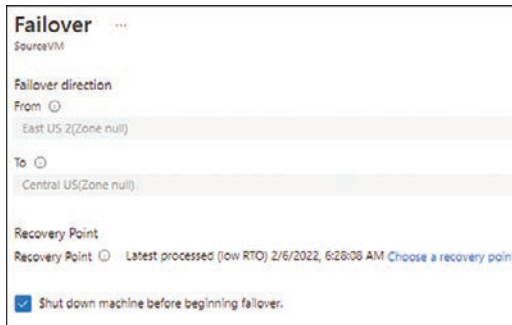 Failover ...
SourceVM
Failover direction
From
East US 2(Zone null)
To
Central US(Zone null)
Recovery Point
Recovery Point Latest processed (low RTO) 2/6/2022, 6:28:08 AM Choose a recovery point
Shut down machine before beginning failover.